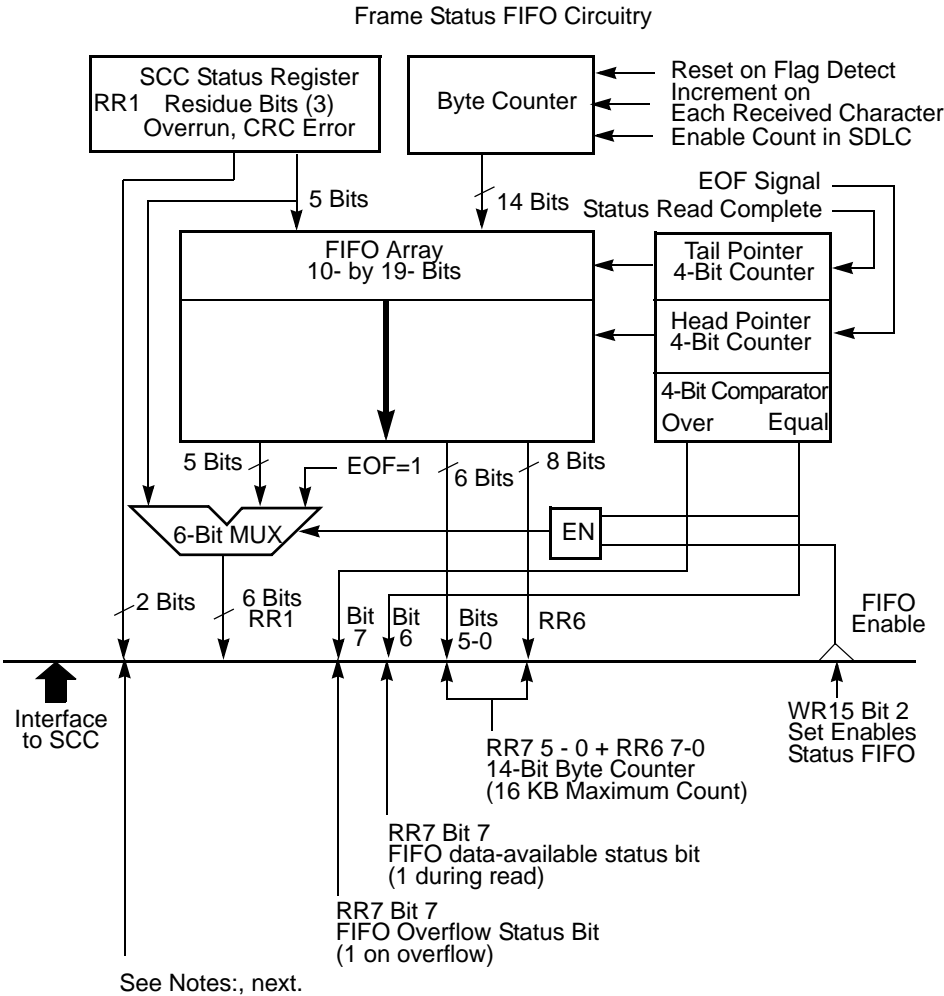 Frame Status FIFO Circuitry
SCC Status Register
RR1
Residue Bits (3)
Overrun, CRC Error
Byte Counter
Reset on Flag Detect
Increment on
Each Received Character
Enable Count in SDLC
5 Bits
14 Bits
EOF Signal
Status Read Complete
FIFO Array
10- by 19- Bits
Tail Pointer
4-Bit Counter
Head Pointer
4-Bit Counter
4-Bit Comparator
Over
Equal
5 Bits
EOF=1
6 Bits
8 Bits
6-Bit MUX
EN
2 Bits
6 Bits
RR1
Bit
7
Bit
6
Bits
5-0
RR6
FIFO
Enable
Interface
to SCC
RR7 5 - 0 + RR6 7-0
14-Bit Byte Counter
(16 KB Maximum Count)
WR15 Bit 2
Set Enables
Status FIFO
RR7 Bit 7
FIFO data-available status bit
(1 during read)
RR7 Bit 7
FIFO Overflow Status Bit
(1 on overflow)
See Notes:, next.